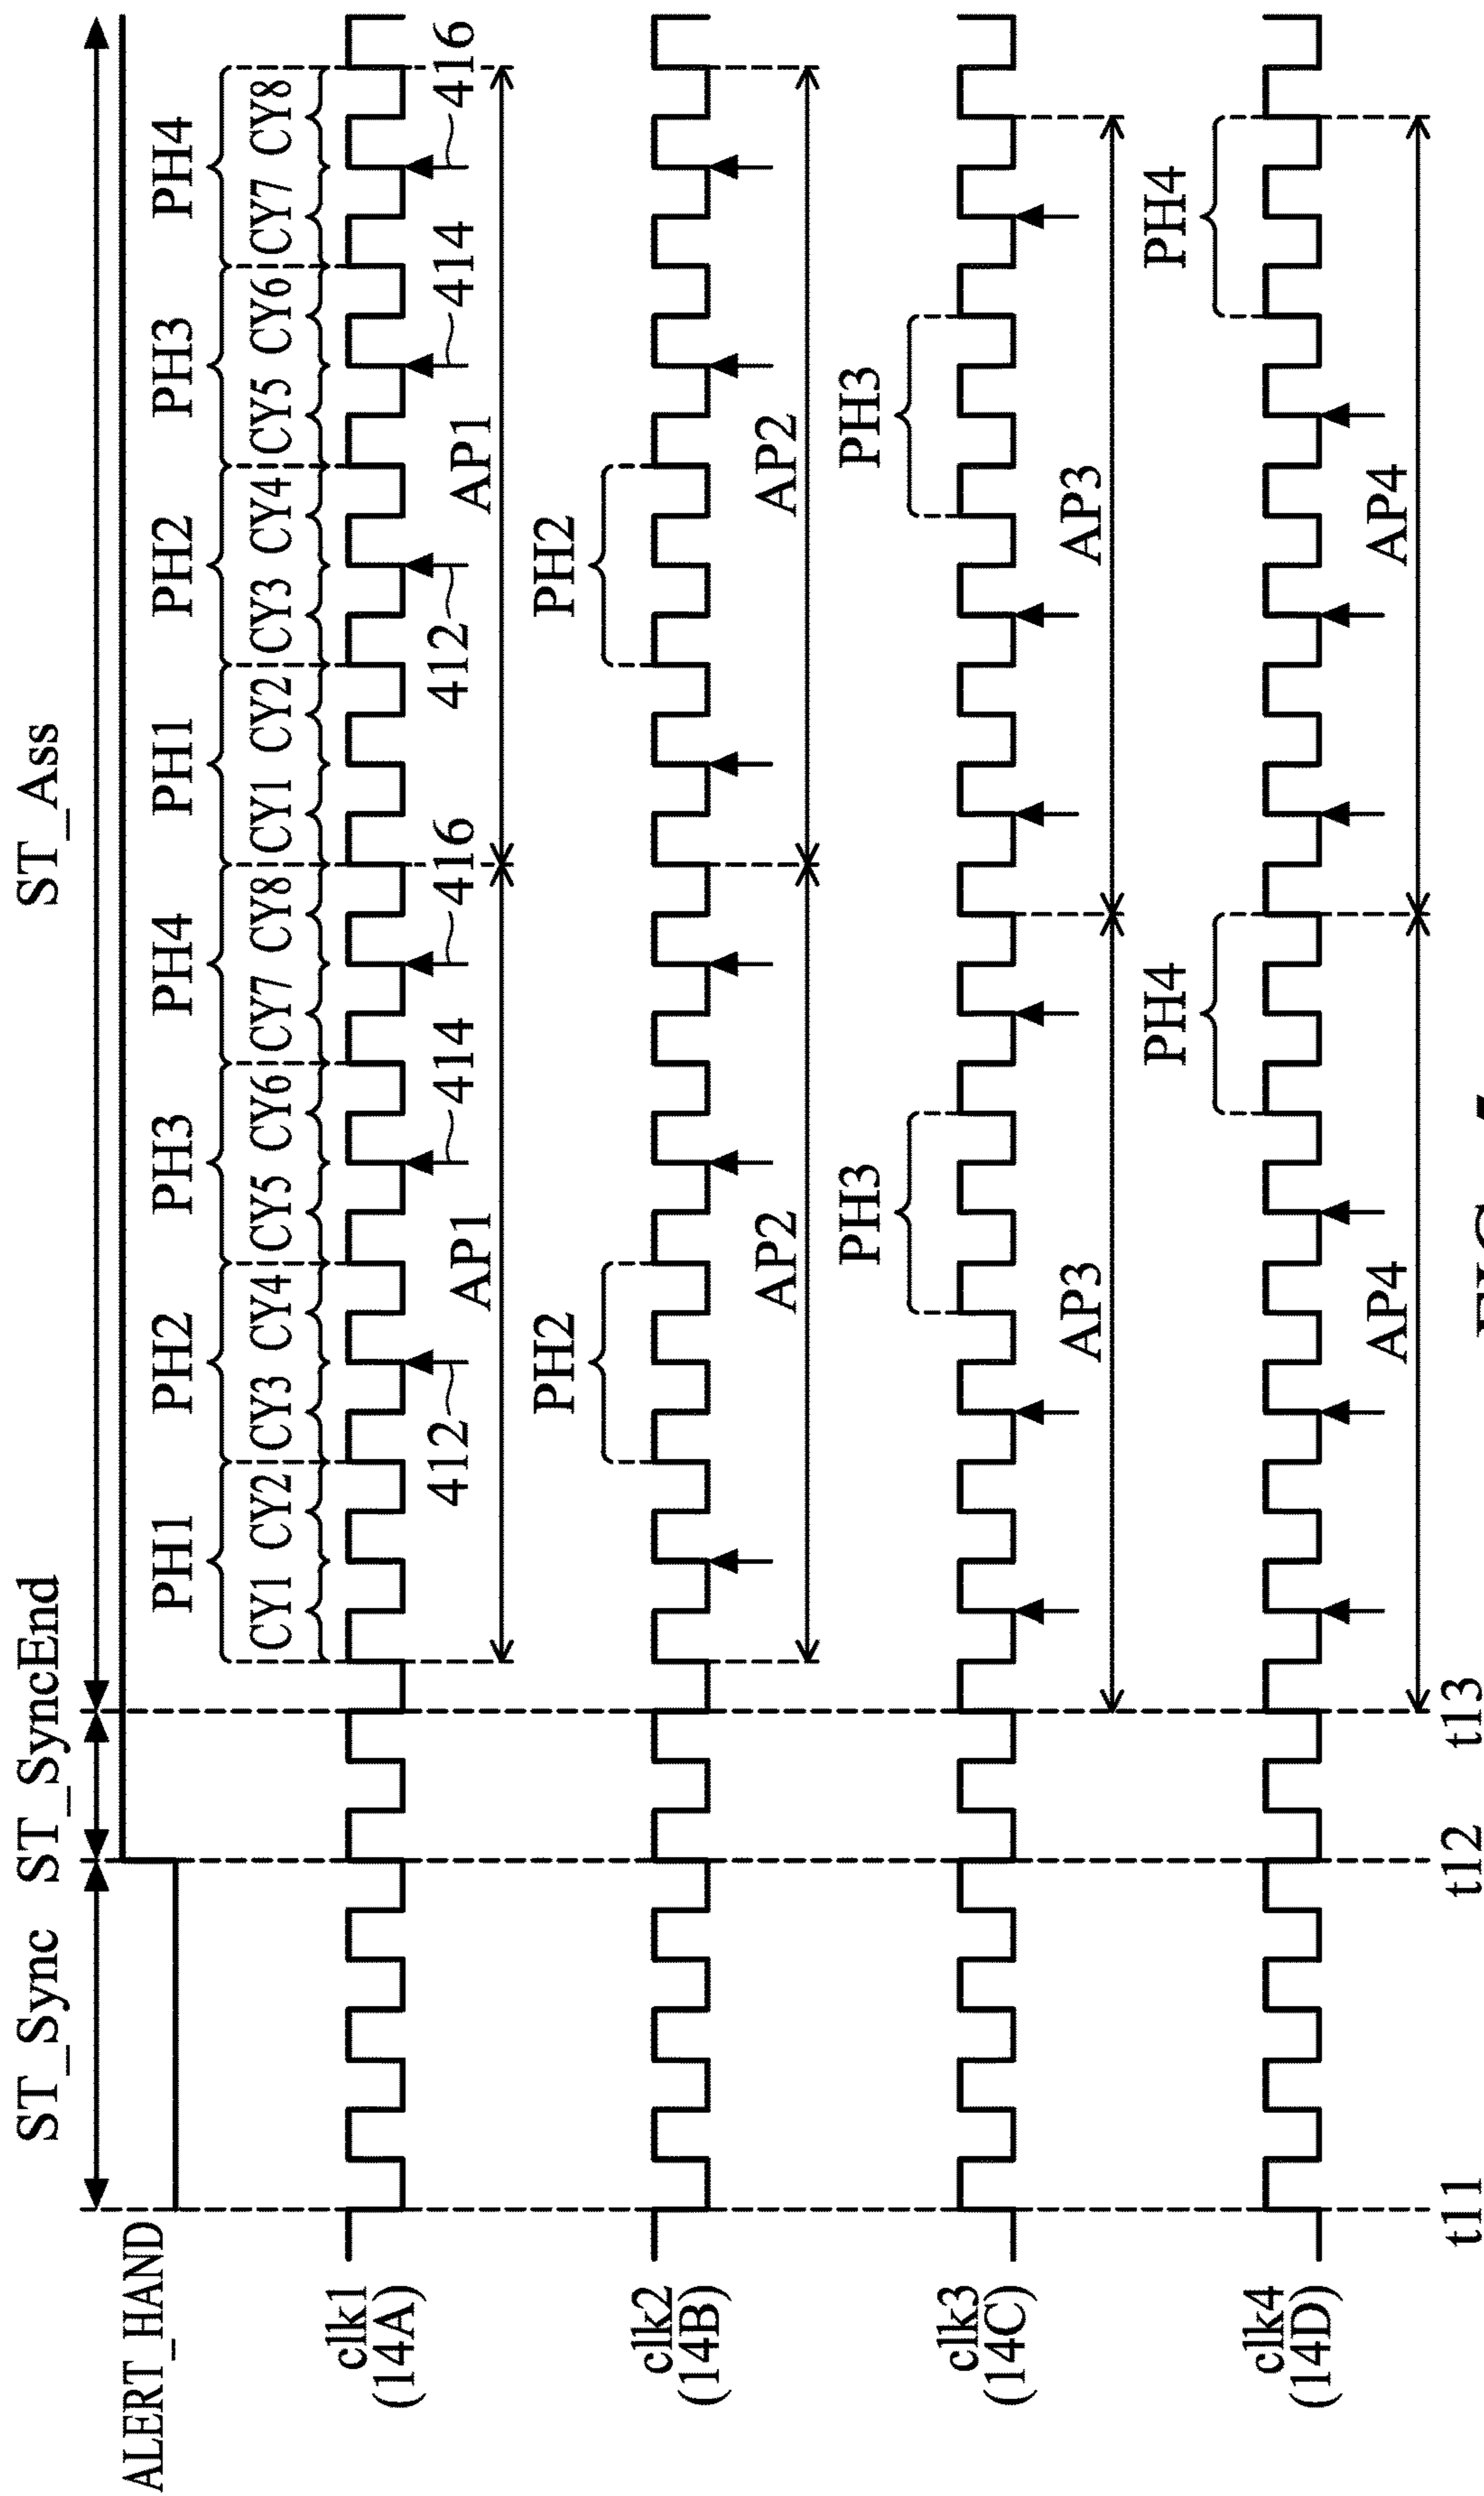 ST_Sync ST_SyncEnd ST_Ass
ALERT_HAND
PH1 PH2 PH3 PH4 PH1 PH2 PH3 PH4
CY1 CY2 CY3 CY4 CY5 CY6 CY7 CY8 CY1 CY2 CY3 CY4 CY5 CY6 CY7 CY8
clk1
(14A)
412 414 416 412 414 416
AP1 AP1
PH2 PH2
clk2
(14B)
AP2 AP2
PH3 PH3
clk3
(14C)
AP3 AP3
PH4 PH4
clk4
(14D)
AP4 AP4
t11 t12 t13